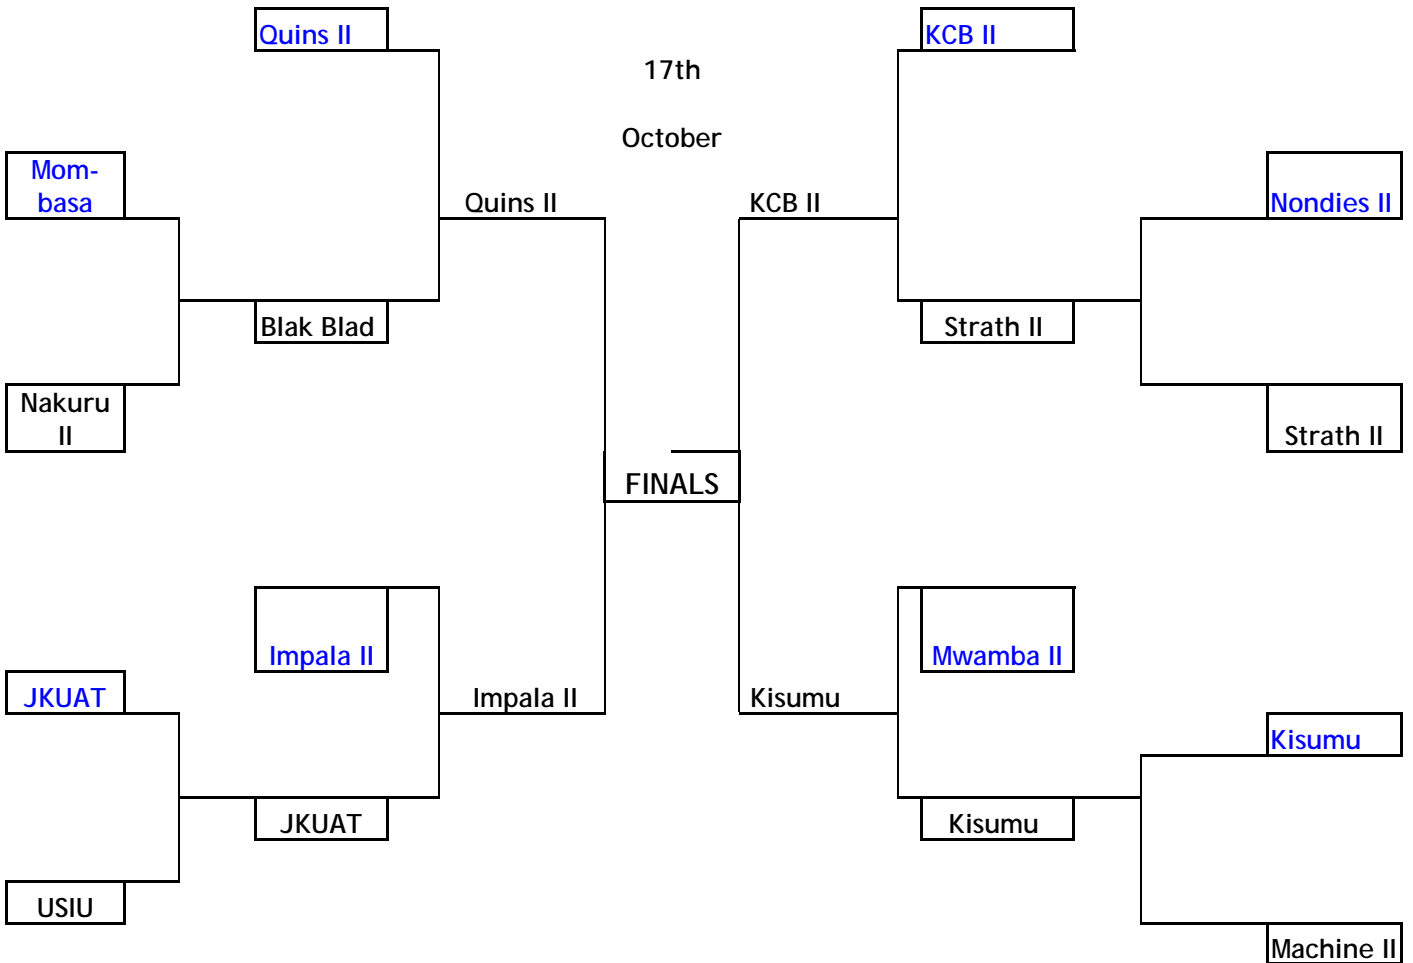 Quins II
KCB II
17th
October
Mom-
basa
Quins II
KCB II
Nondies II
Blak Blad
Strath II
Nakuru
II
Strath II
FINALS
Impala II
Mwamba II
JKUAT
Impala II
Kisumu
Kisumu
JKUAT
Kisumu
USIU
Machine II